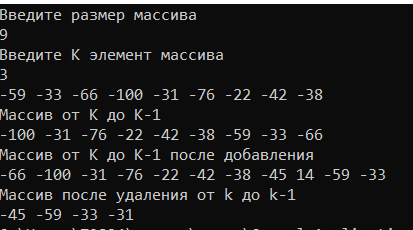 Введите размер массива
9
Введите К элемент массива
3
-59 -33 -66 -100 -31 -76 -22 -42 -38
Массив от К до К-1
-100 -31 -76 -22 -42 -38 -59 -33 -66
Массив от К до К-1 после добавления
-66 -100 -31 -76 -22 -42 -38 -45 14 -59 -33
Массив после удаления от k до k-1
-45 -59 -33 -31